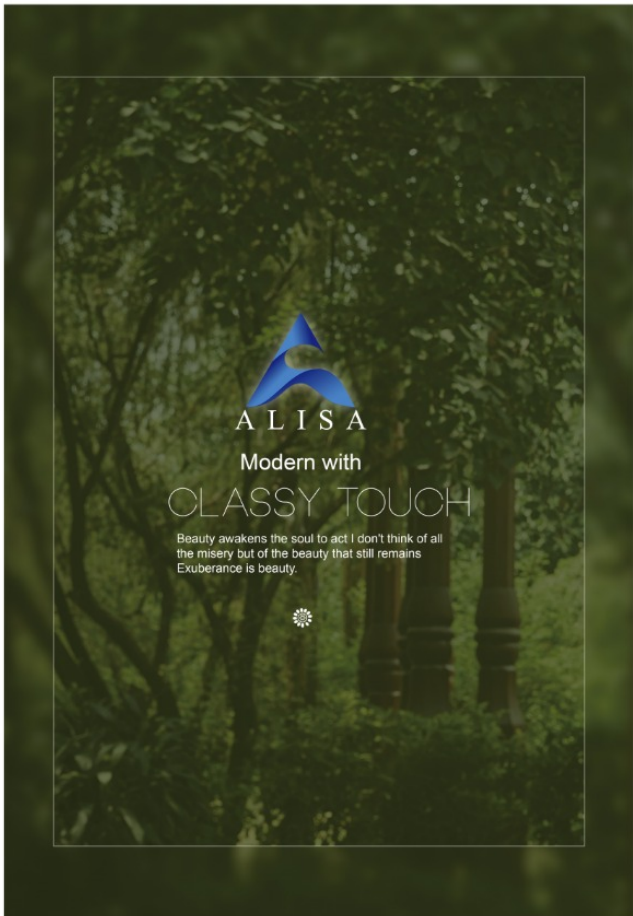 ALISA
Modern with
CLASSY TOUCH
Beauty awakens the soul to act I don't think of all
the misery but of the beauty that still remains
Exuberance is beauty.